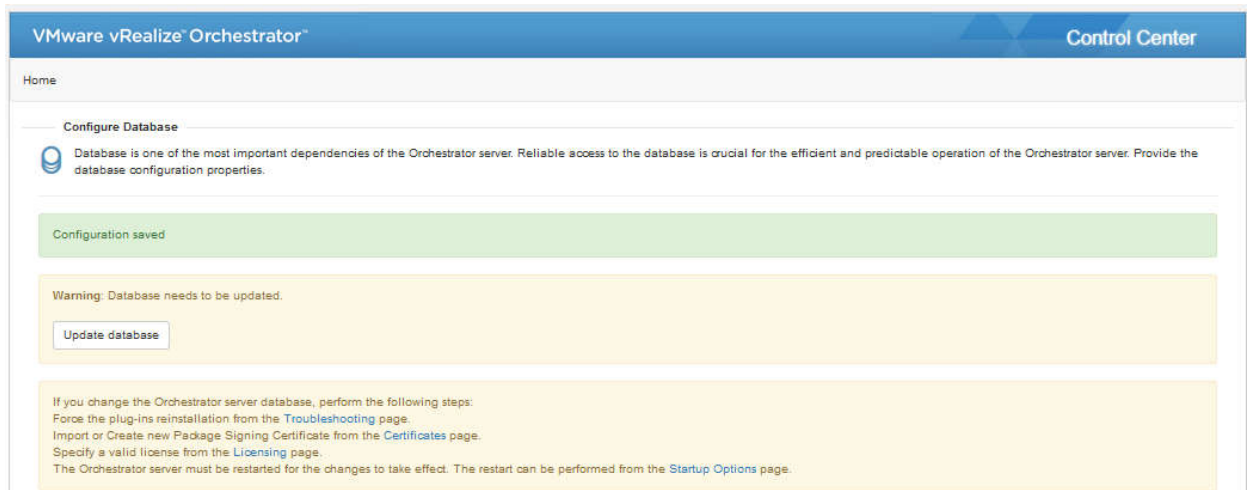 VMware vRealize™ Orchestrator™
Control Center
Home
Configure Database
Database is one of the most important dependencies of the Orchestrator server. Reliable access to the database is crucial for the efficient and predictable operation of the Orchestrator server. Provide the
database configuration properties.
Configuration saved
Warning: Database needs to be updated.
Update database
If you change the Orchestrator server database, perform the following steps:
Force the plug-ins reinstallation from the Troubleshooting page.
Import or Create new Package Signing Certificate from the Certificates page.
Specify a valid license from the Licensing page.
The Orchestrator server must be restarted for the changes to take effect. The restart can be performed from the Startup Options page.